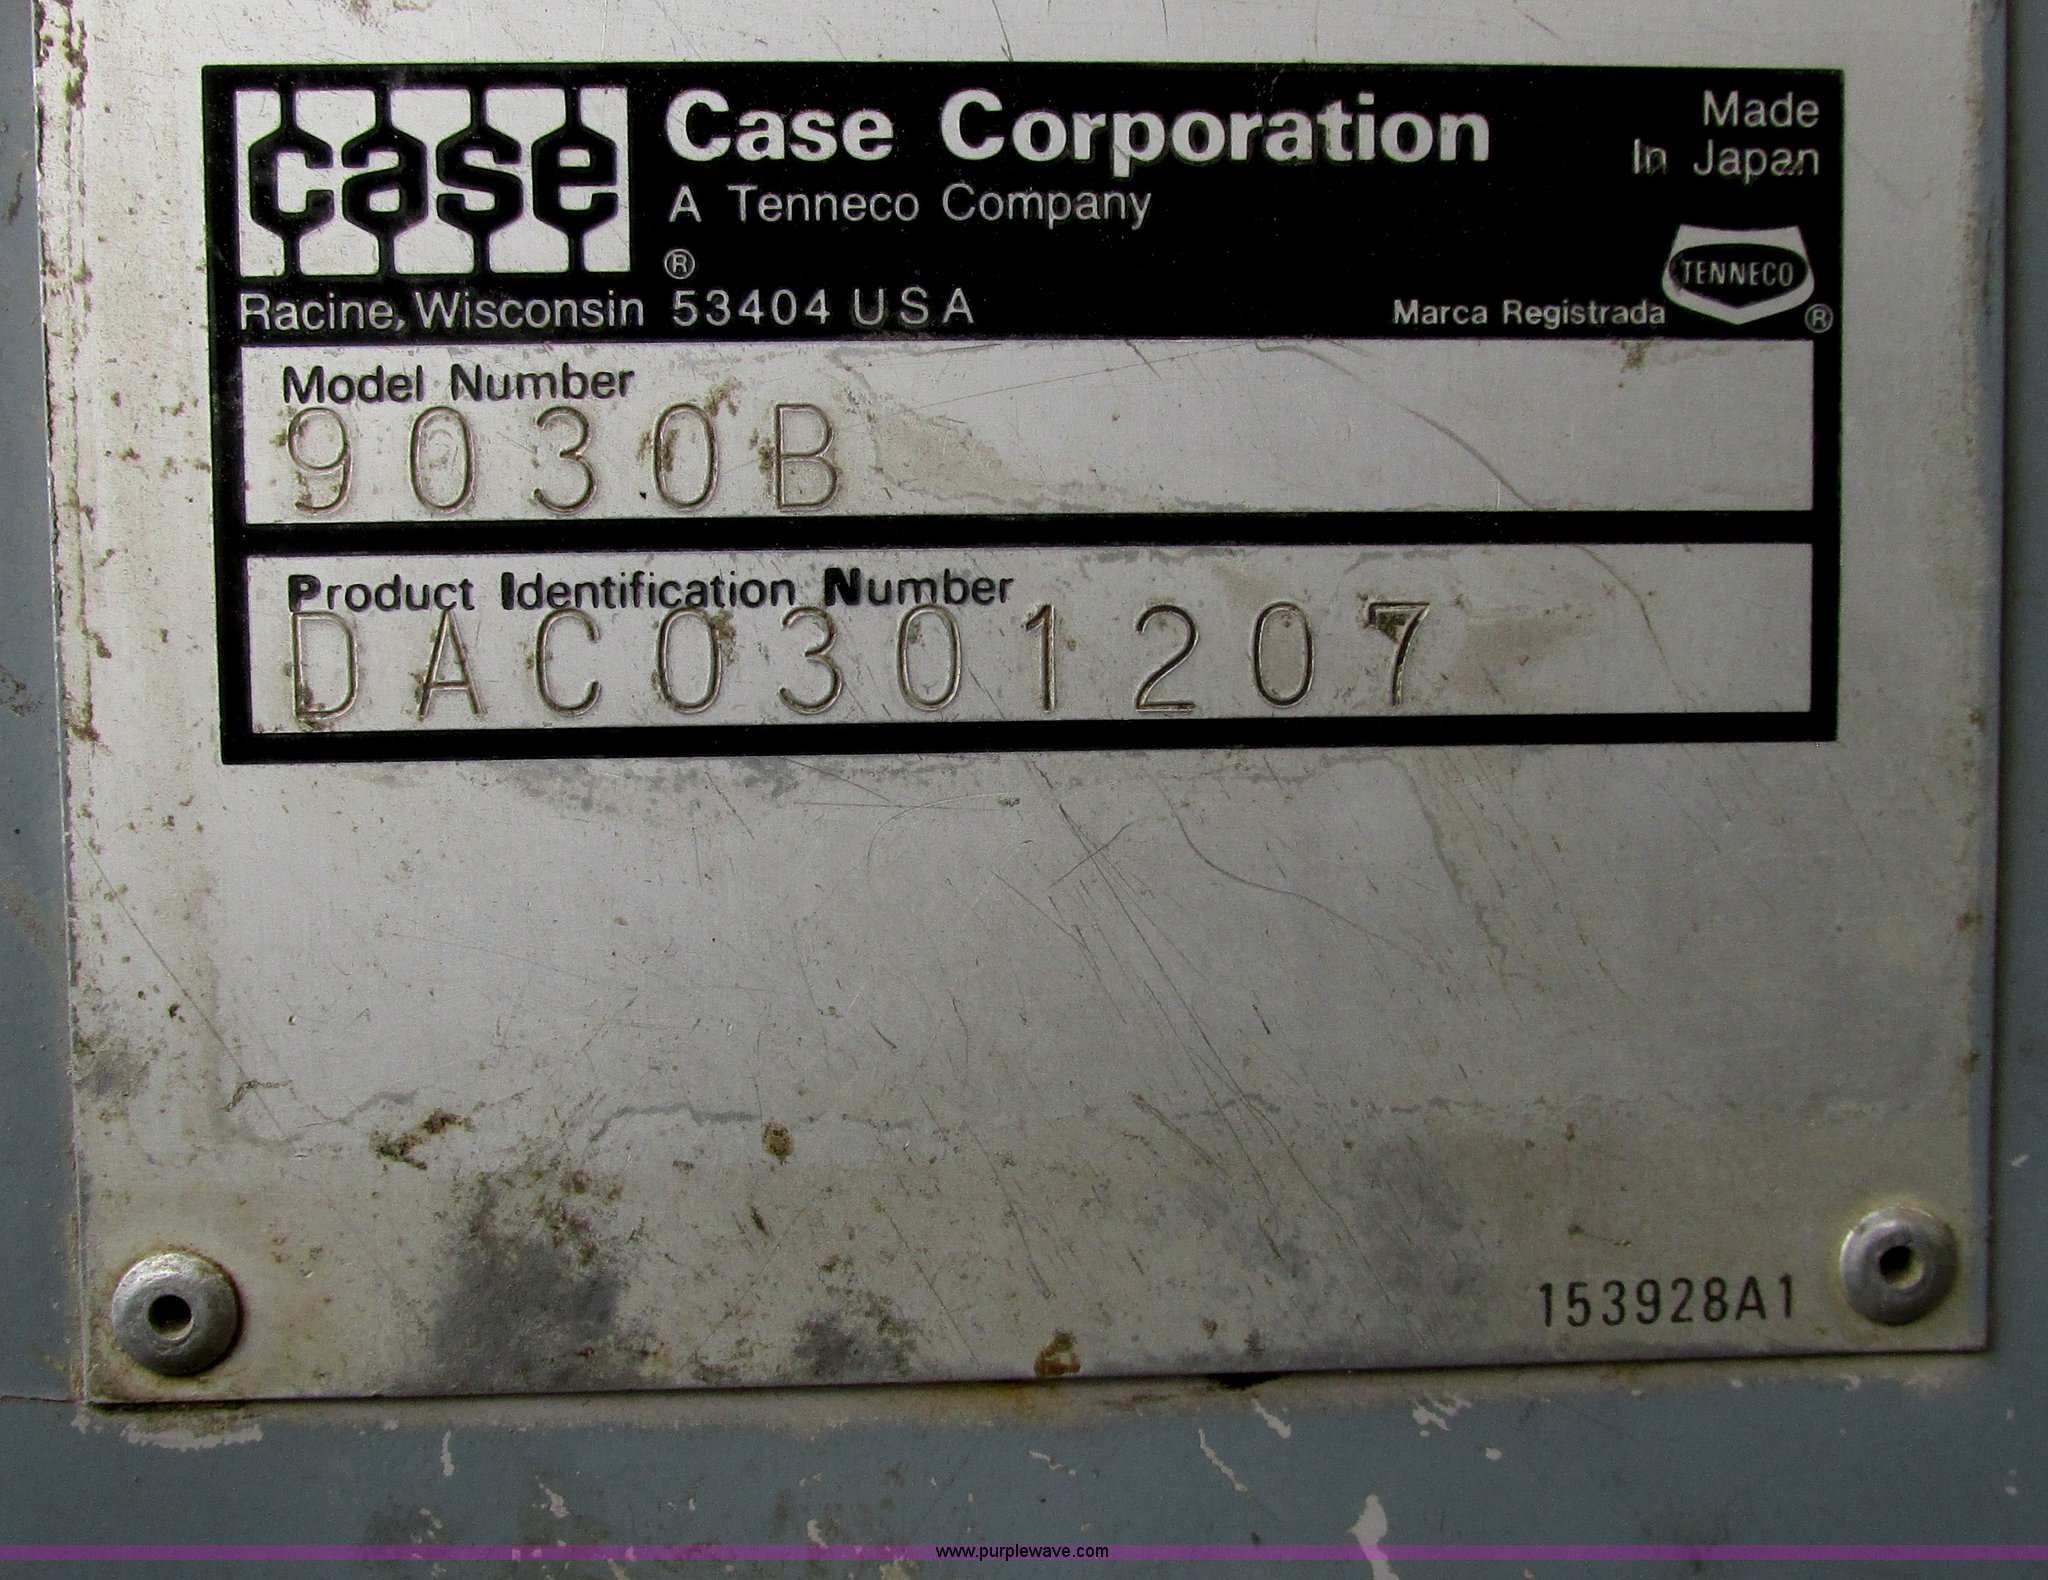 case
Case Corporation
A Tenneco Company
®
Racine, Wisconsin 53404 USA
Made
In Japan
TENNECO
Marca Registrada ®
Model Number
9030B
Product Identification Number
DAC0301207
153928A1
www.purplewave.com